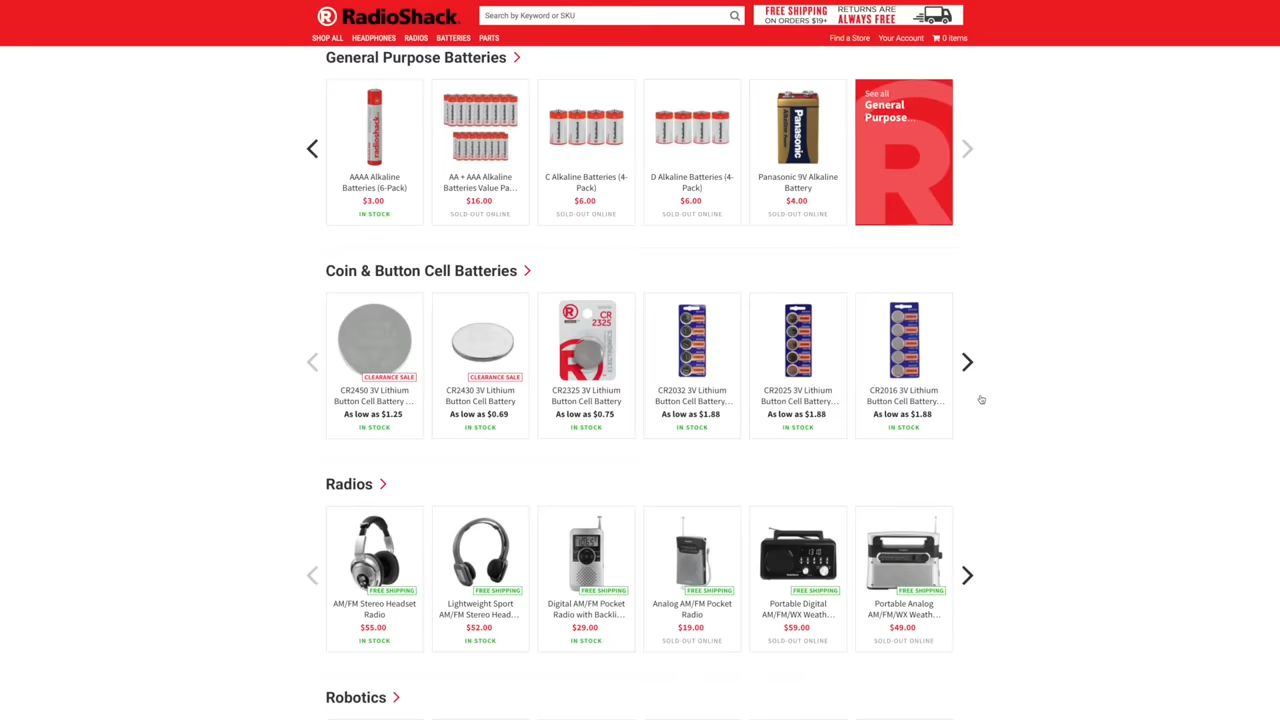 RadioShack.
Search by Keyword or SKU
FREE SHIPPING
ON ORDERS $19+
RETURNS ARE
ALWAYS FREE
SHOP ALL
HEADPHONES
RADIOS
BATTERIES
PARTS
Find a Store
Your Account
0 items
General Purpose Batteries
radioshack
Panasonic
See all
General
Purpose...
AAAA Alkaline
Batteries (6-Pack)
$3.00
IN STOCK
AA + AAA Alkaline
Batteries Value Pa...
$16.00
SOLD-OUT ONLINE
C Alkaline Batteries (4-
Pack)
$6.00
SOLD-OUT ONLINE
D Alkaline Batteries (4-
Pack)
$6.00
SOLD-OUT ONLINE
Panasonic 9V Alkaline
Battery
$4.00
SOLD-OUT ONLINE
Coin & Button Cell Batteries
CLEARANCE SALE
CR2450 3V Lithium
Button Cell Battery ...
As low as $1.25
IN STOCK
CLEARANCE SALE
CR2430 3V Lithium
Button Cell Battery
As low as $0.69
IN STOCK
CR
2325
CR2325 3V Lithium
Button Cell Battery
As low as $0.75
IN STOCK
CR2032 3V Lithium
Button Cell Battery...
As low as $1.88
IN STOCK
CR2025 3V Lithium
Button Cell Battery...
As low as $1.88
IN STOCK
CR2016 3V Lithium
Button Cell Battery...
As low as $1.88
IN STOCK
Radios
FREE SHIPPING
AM/FM Stereo Headset
Radio
$55.00
IN STOCK
FREE SHIPPING
Lightweight Sport
AM/FM Stereo Head...
$52.00
IN STOCK
FREE SHIPPING
Digital AM/FM Pocket
Radio with Backli...
$29.00
IN STOCK
FREE SHIPPING
Analog AM/FM Pocket
Radio
$19.00
SOLD-OUT ONLINE
FREE SHIPPING
Portable Digital
AM/FM/WX Weath...
$59.00
SOLD-OUT ONLINE
FREE SHIPPING
Portable Analog
AM/FM/WX Weath...
$49.00
SOLD-OUT ONLINE
Robotics